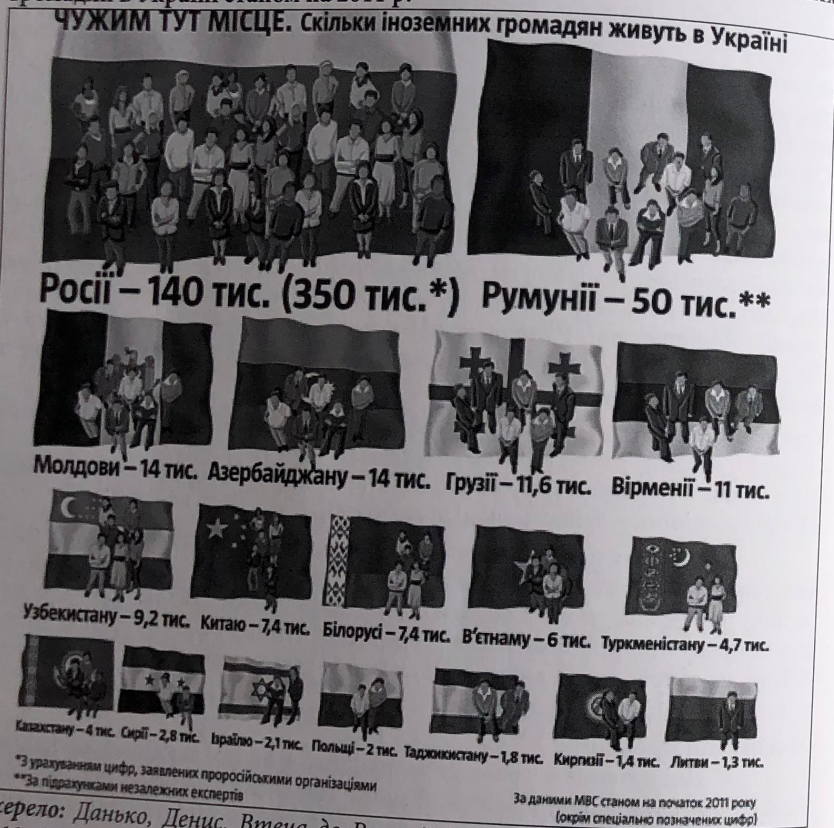 ЧУЖИМ ТУТ МІСЦЕ. Скільки іноземних громадян живуть в Україні
Росії – 140 тис. (350 тис.*) Румунії – 50 тис.**
Молдови – 14 тис. Азербайджану – 14 тис. Грузії – 11,6 тис. Вірменії – 11 тис.
Узбекистану – 9,2 тис. Китаю – 7,4 тис. Білорусі – 7,4 тис. В'єтнаму – 6 тис. Туркменістану – 4,7 тис.
Казахстану – 4 тис. Сирії – 2,8 тис. Ізраїлю – 2,1 тис. Польщі – 2 тис. Таджикистану – 1,8 тис. Киргизії – 1,4 тис. Литви – 1,3 тис.
*З урахуванням цифр, заявлених проросійськими організаціями
**За підрахунками незалежних експертів
За даними МВС станом на початок 2011 року
(окрім спеціально позначених цифр)
Данько, Денис.